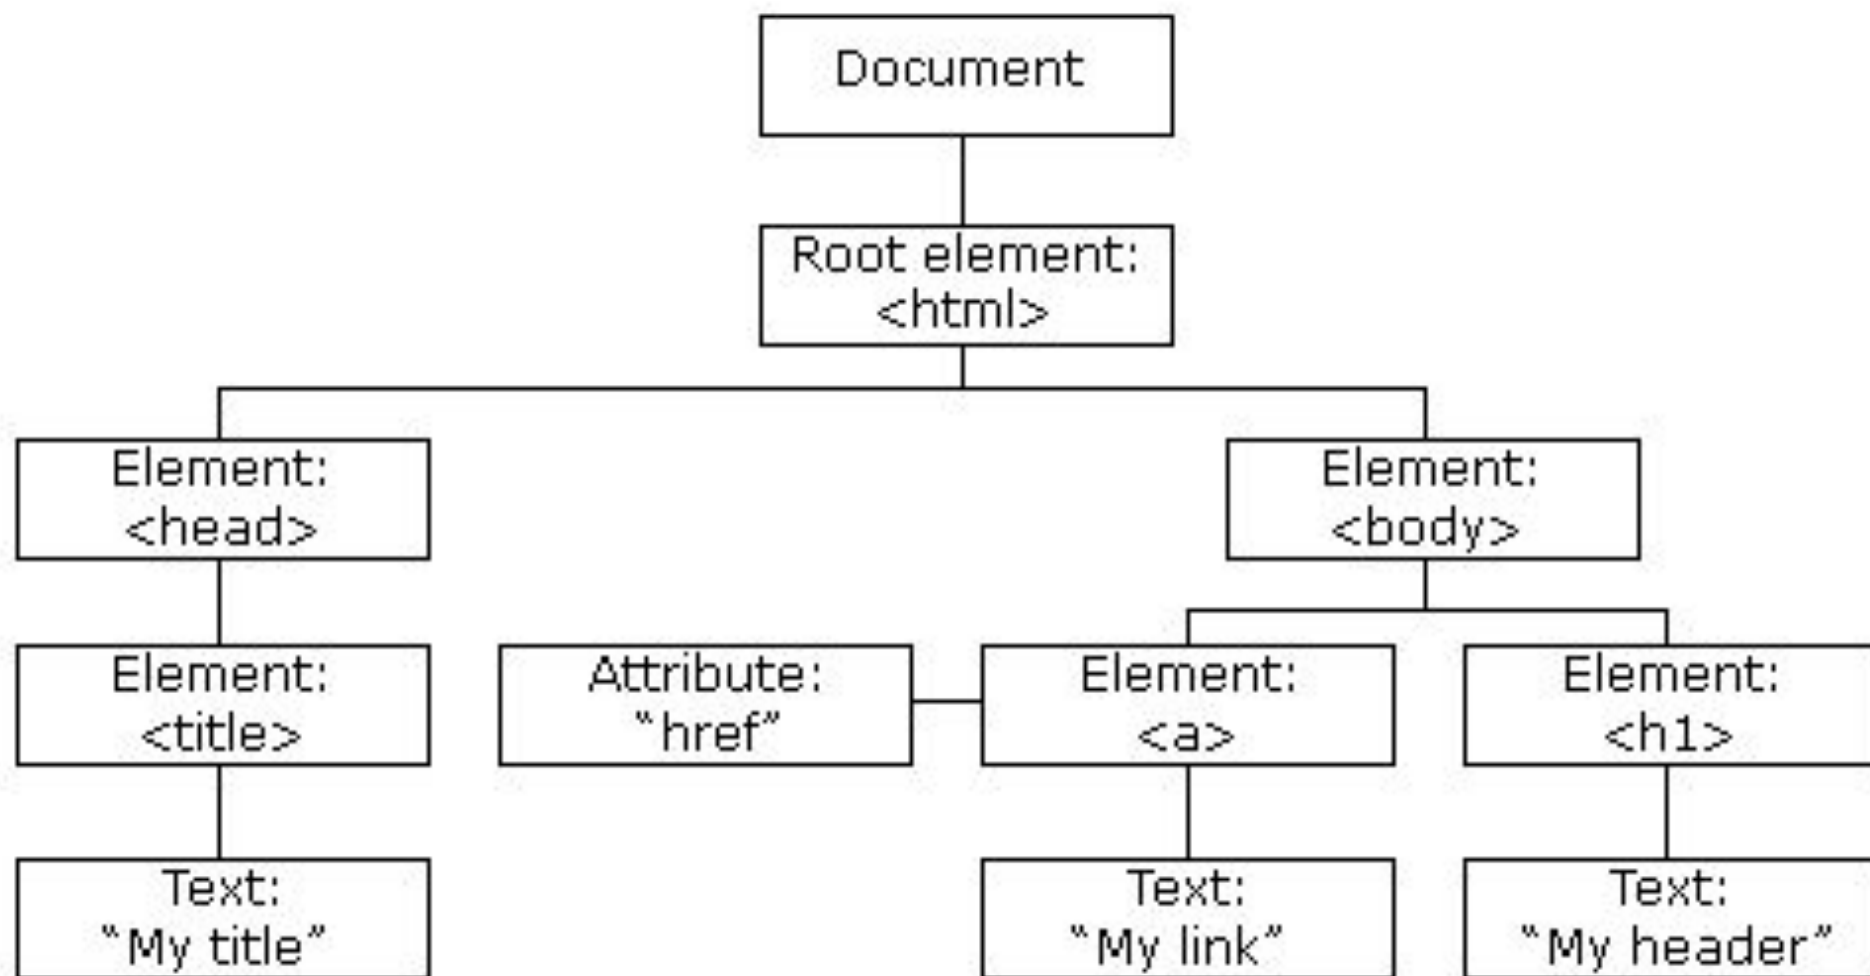 Document
Root element:
<html>
Element:
<head>
Element:
<body>
Element:
<title>
Attribute:
“href”
Element:
<a>
Element:
<h1>
Text:
“My title”
Text:
“My link”
Text:
“My header”